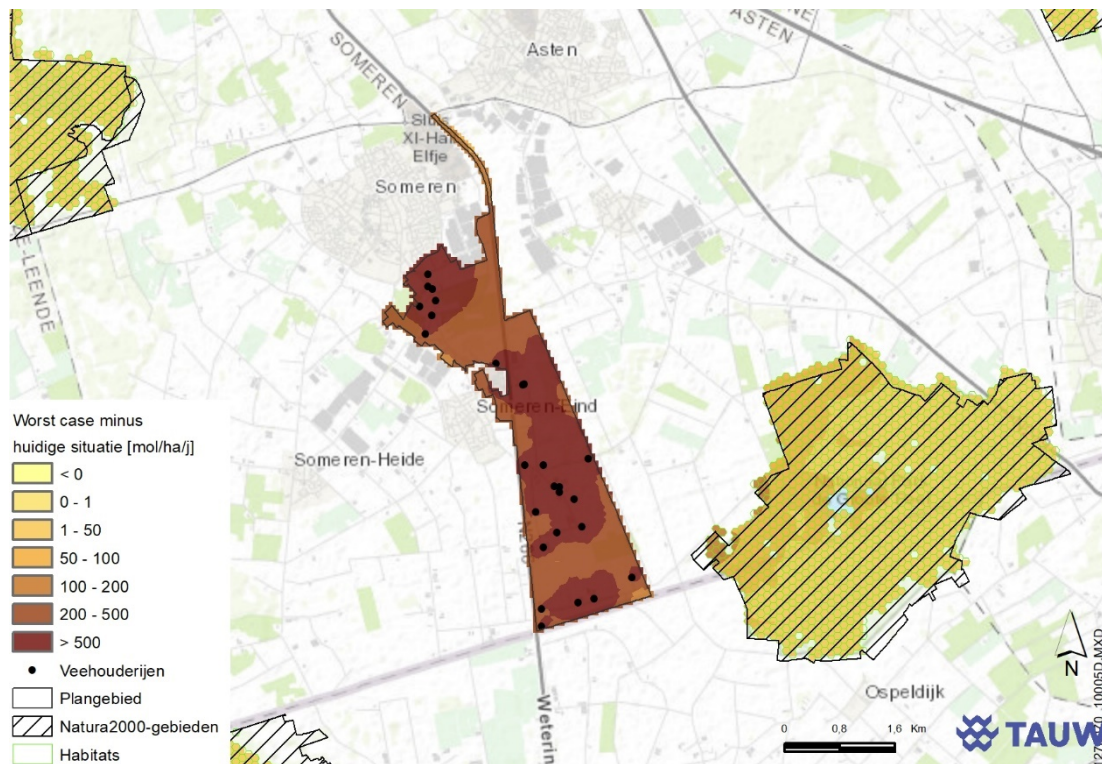 ASTEN
Asten
SOMEREN
Sluis
XI-Hal
Elfje
Someren
E-LEENDE
Someren-Eind
Someren-Heide
Ospeldijk
Weterin
Worst case minus
huidige situatie [mol/ha/j]
< 0
0 - 1
1 - 50
50 - 100
100 - 200
200 - 500
> 500
Veehouderijen
Plangebied
Natura2000-gebieden
Habitats
N
0 0,8 1,6 Km
TAUW